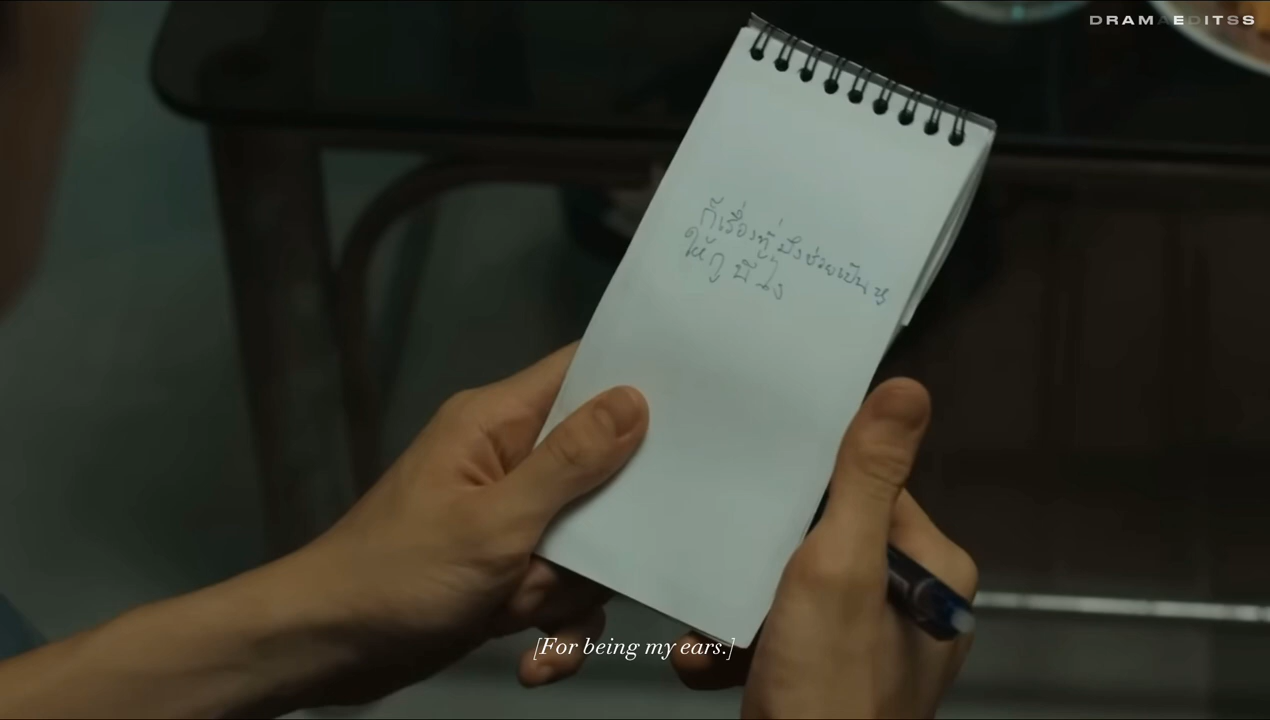 DRAMAEDITSS
ก็เรื่องที่มึงช่วยเป็นหู
ให้กู นี่ไง
[For being my ears.]